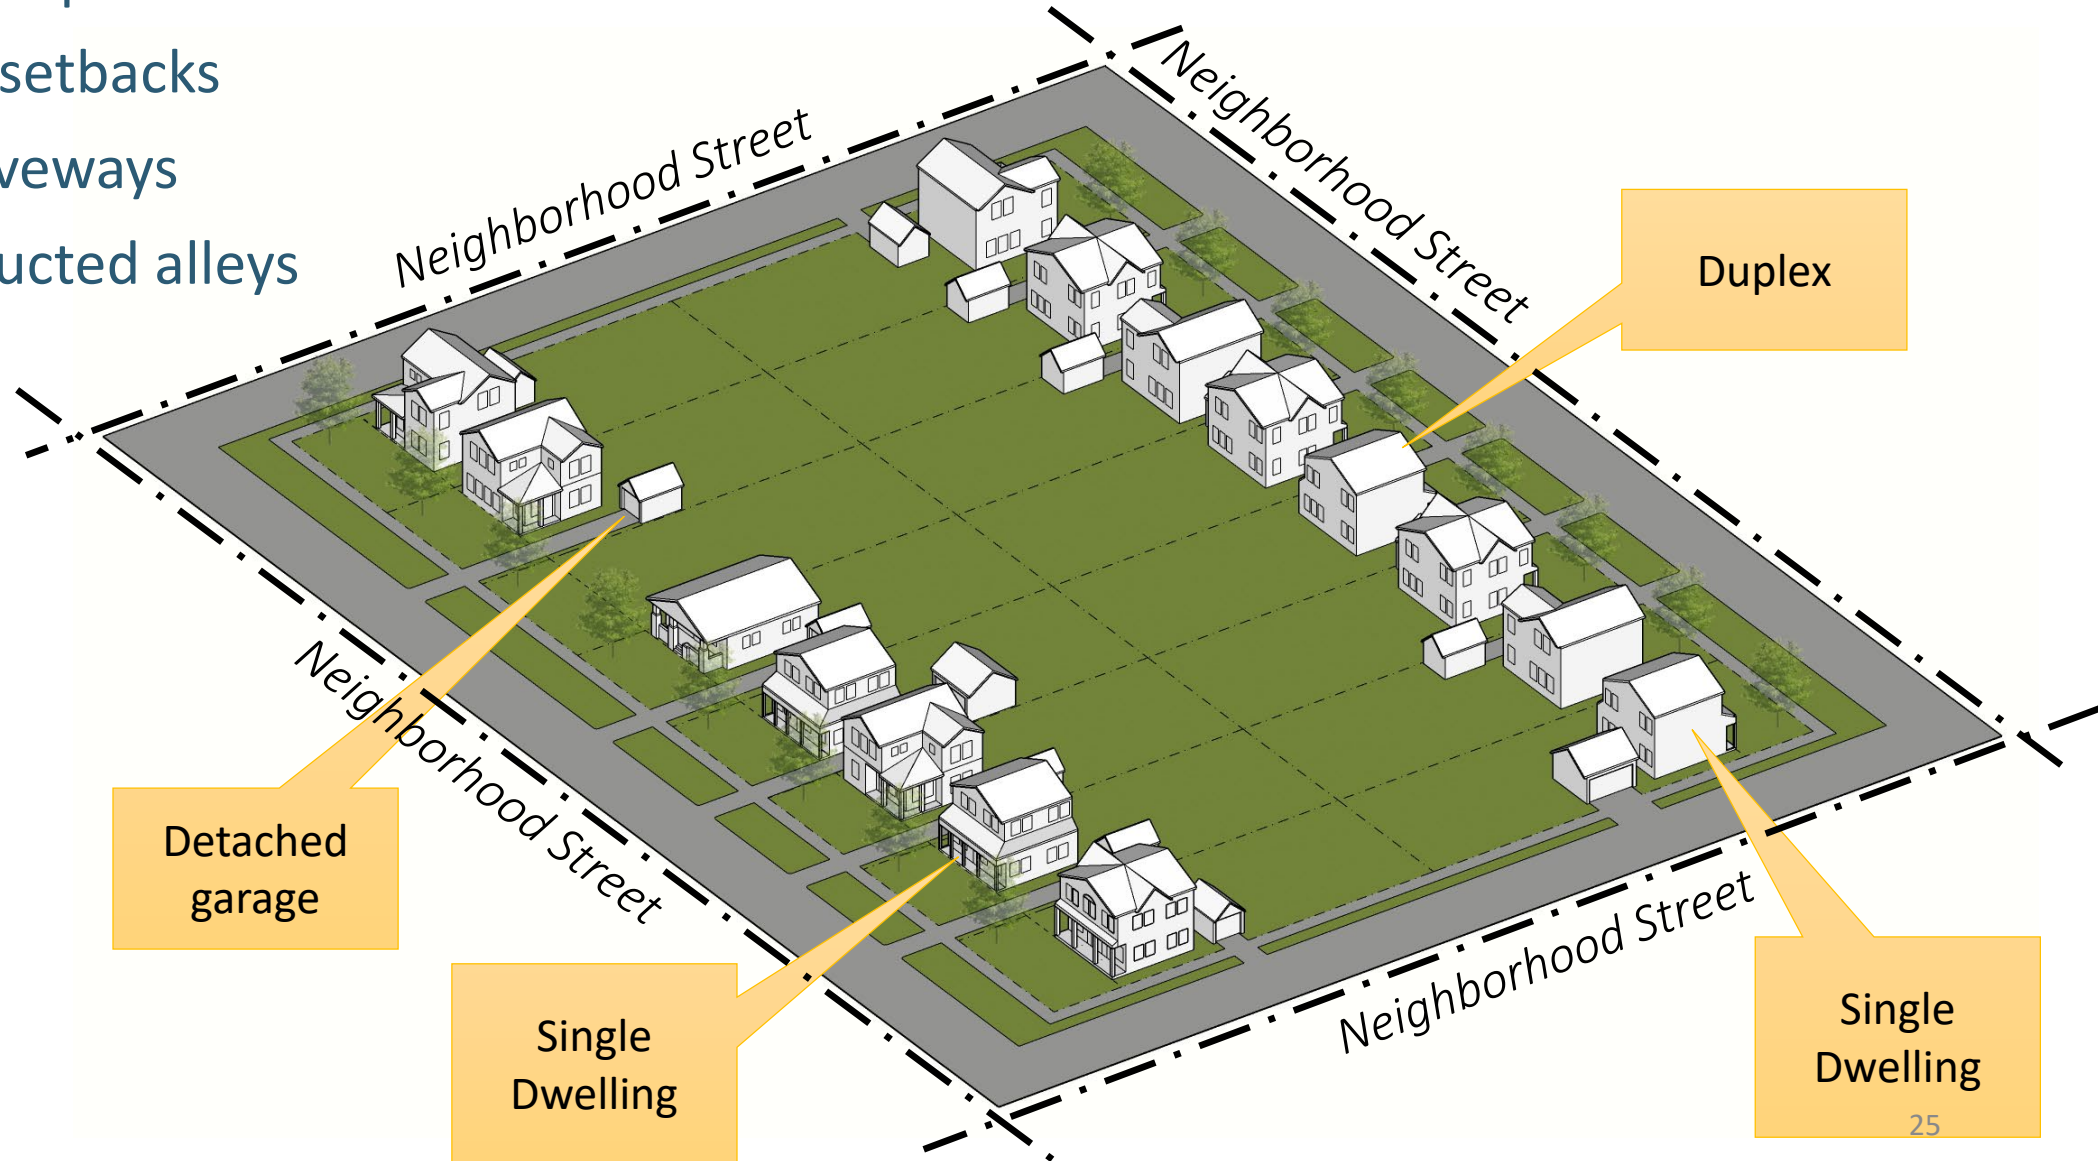 setbacks
ucted alleys
Neighborhood Street
Neighborhood Street
Duplex
Neighborhood Street
Detached
garage
Single
Dwelling
Neighborhood Street
Single
Dwelling
25